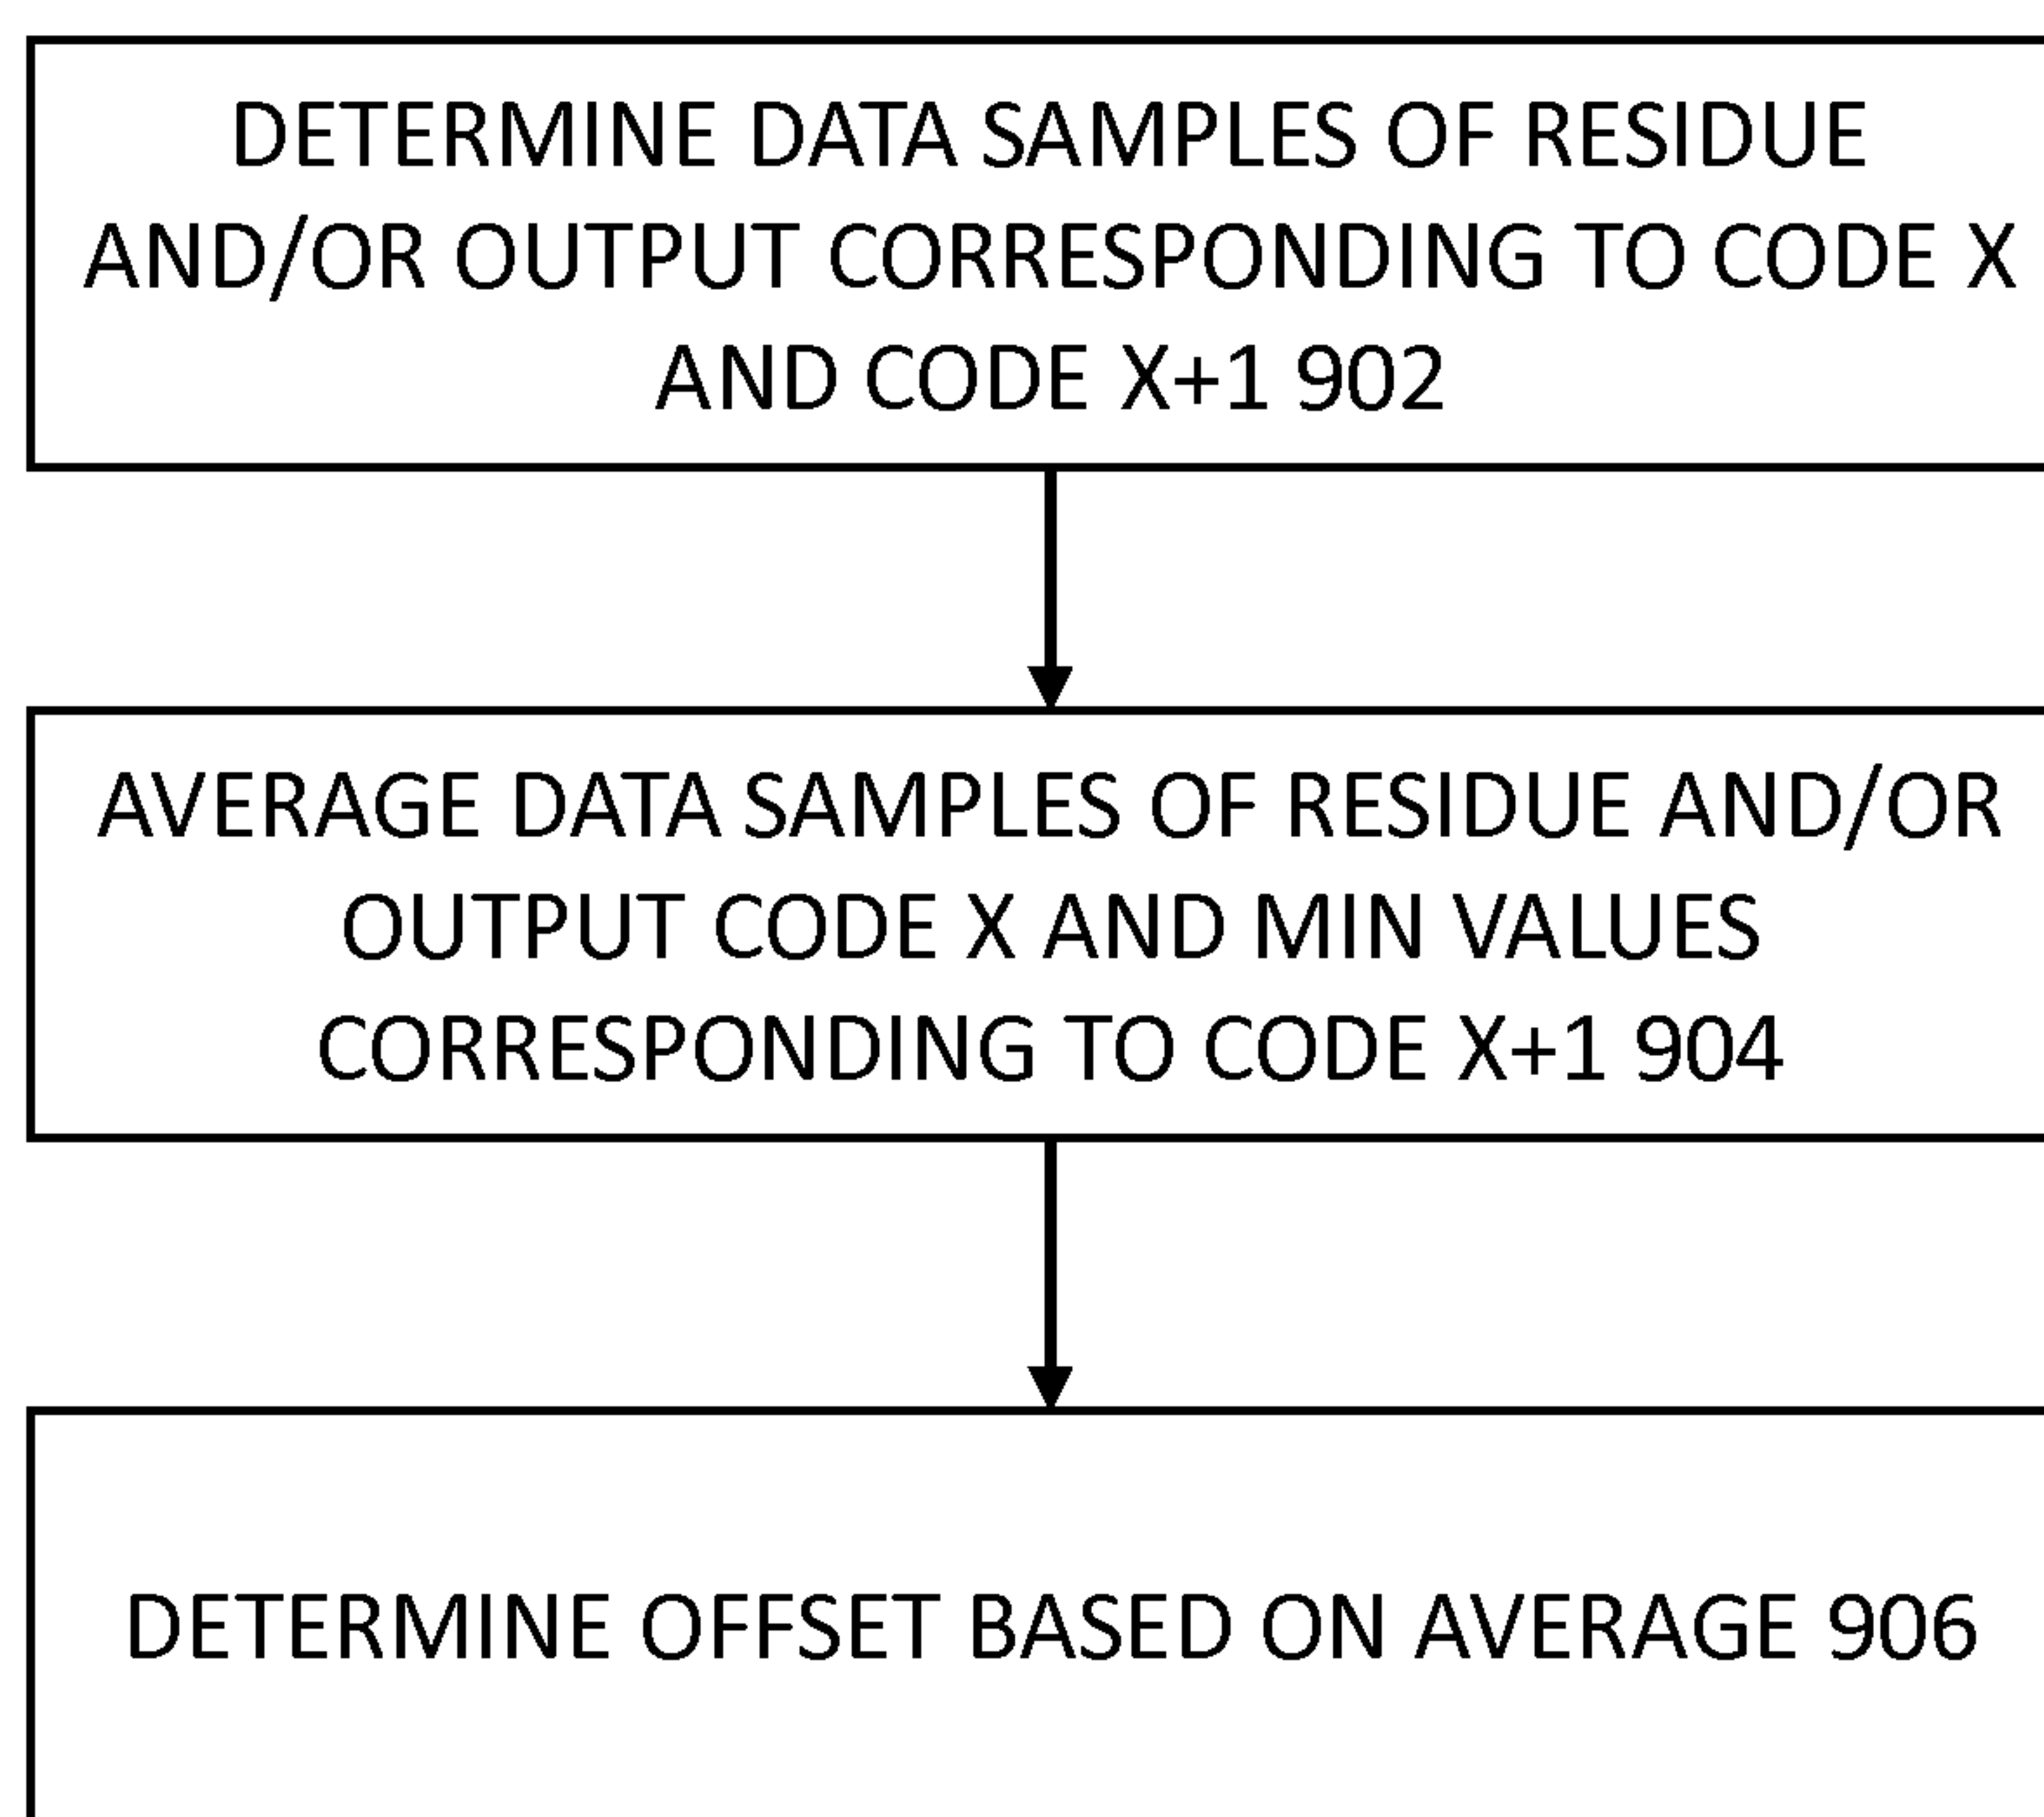 DETERMINE DATA SAMPLES OF RESIDUE
AND/OR OUTPUT CORRESPONDING TO CODE X
AND CODE X+1 902
AVERAGE DATA SAMPLES OF RESIDUE AND/OR
OUTPUT CODE X AND MIN VALUES
CORRESPONDING TO CODE X+1 904
DETERMINE OFFSET BASED ON AVERAGE 906